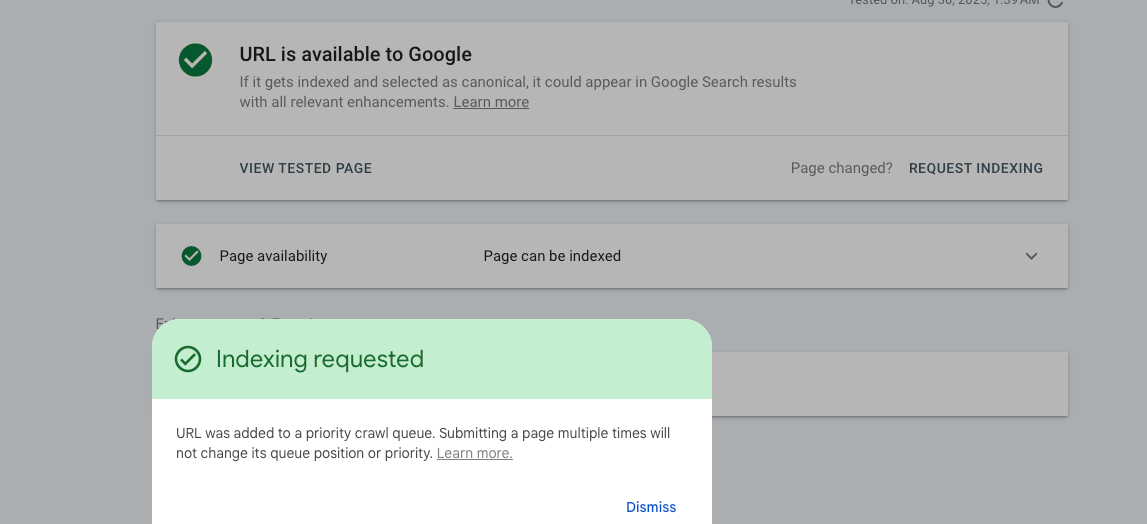 Tested on: Aug 30, 2025, 1:39 AM
URL is available to Google
If it gets indexed and selected as canonical, it could appear in Google Search results
with all relevant enhancements. Learn more
VIEW TESTED PAGE
Page changed? REQUEST INDEXING
Page availability Page can be indexed
Indexing requested
URL was added to a priority crawl queue. Submitting a page multiple times will
not change its queue position or priority. Learn more.
Dismiss